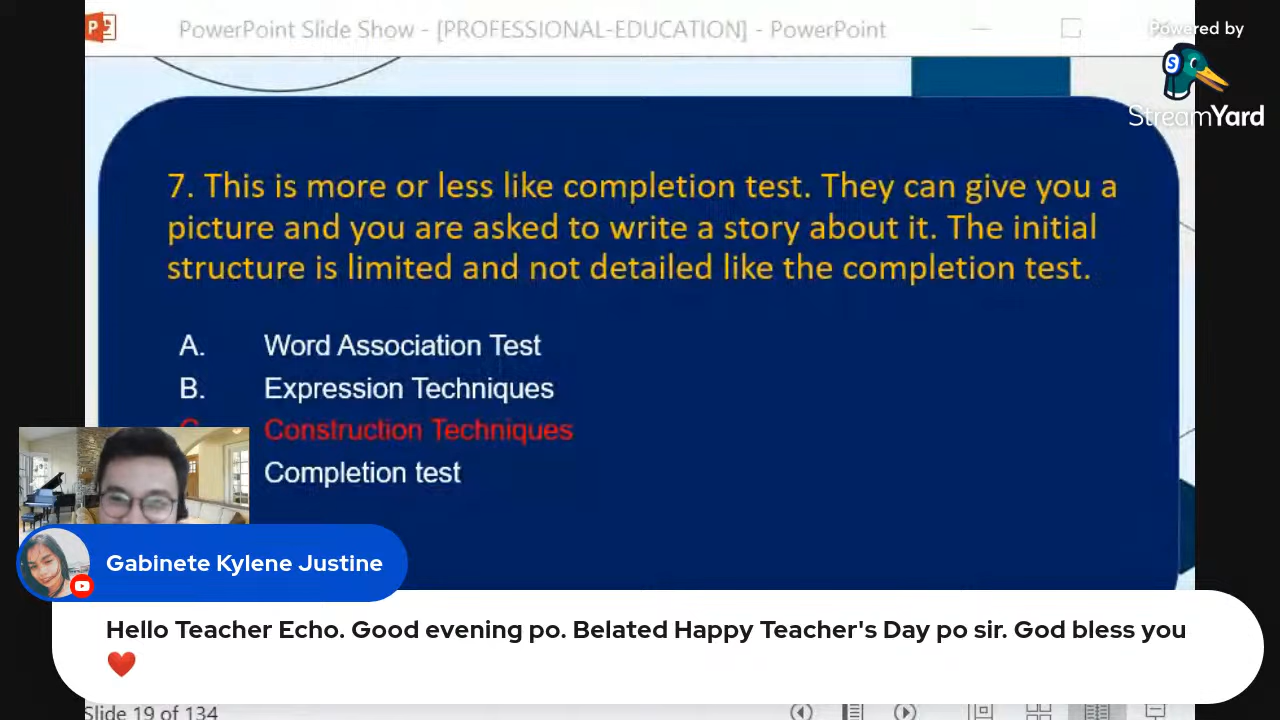 PowerPoint Slide Show - [PROFESSIONAL-EDUCATION] - PowerPoint
Powered by
StreamYard
7. This is more or less like completion test. They can give you a
picture and you are asked to write a story about it. The initial
structure is limited and not detailed like the completion test.
A. Word Association Test
B. Expression Techniques
C. Construction Techniques
Completion test
Gabinete Kylene Justine
Hello Teacher Echo. Good evening po. Belated Happy Teacher's Day po sir. God bless you
❤️
Slide 19 of 134